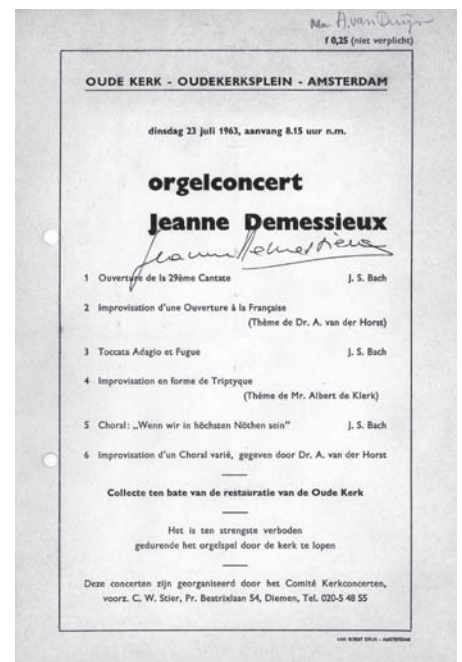 A. van Duijn
f 0,25 (niet verplicht)
OUDE KERK - OUDEKERKSPLEIN - AMSTERDAM
dinsdag 23 juli 1963, aanvang 8.15 uur n.m.
orgelconcert
Jeanne Demessieux
Jeanne Demessieux
1 Ouverture de la 29ème Cantate J. S. Bach
2 Improvisation d'une Ouverture à la Française
(Thème de Dr. A. van der Horst)
3 Toccata Adagio et Fugue J. S. Bach
4 Improvisation en forme de Triptyque
(Thème de Mr. Albert de Klerk)
5 Choral: „Wenn wir in höchsten Nöthen sein" J. S. Bach
6 Improvisation d'un Choral varié, gegeven door Dr. A. van der Horst
Collecte ten bate van de restauratie van de Oude Kerk
Het is ten strengste verboden
gedurende het orgelspel door de kerk te lopen
Deze concerten zijn georganiseerd door het Comité Kerkconcerten,
voorz. C. W. Stier, Pr. Beatrixlaan 54, Diemen, Tel. 020-5 48 55
VAN SOEST DRUK - AMSTERDAM